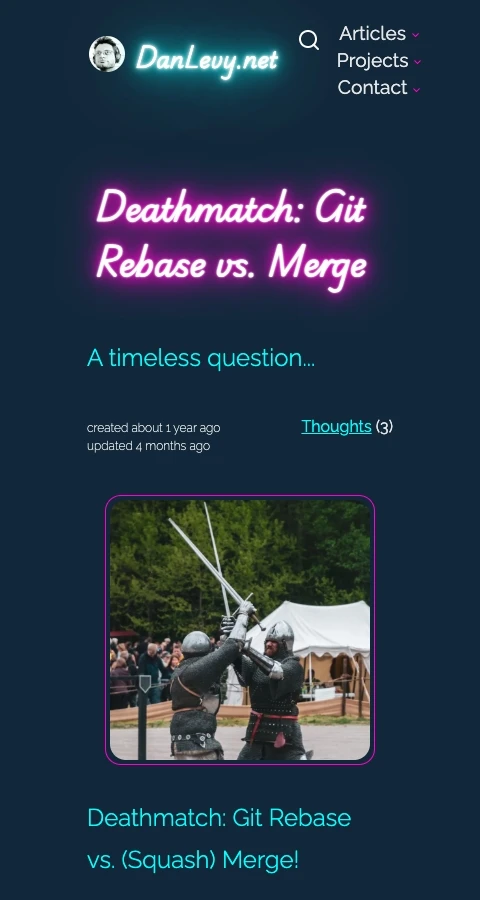 DanLevy.net
Articles
Projects
Contact
Deathmatch: Git
Rebase vs. Merge
A timeless question...
created about 1 year ago
updated 4 months ago
Thoughts (3)
Deathmatch: Git Rebase
vs. (Squash) Merge!